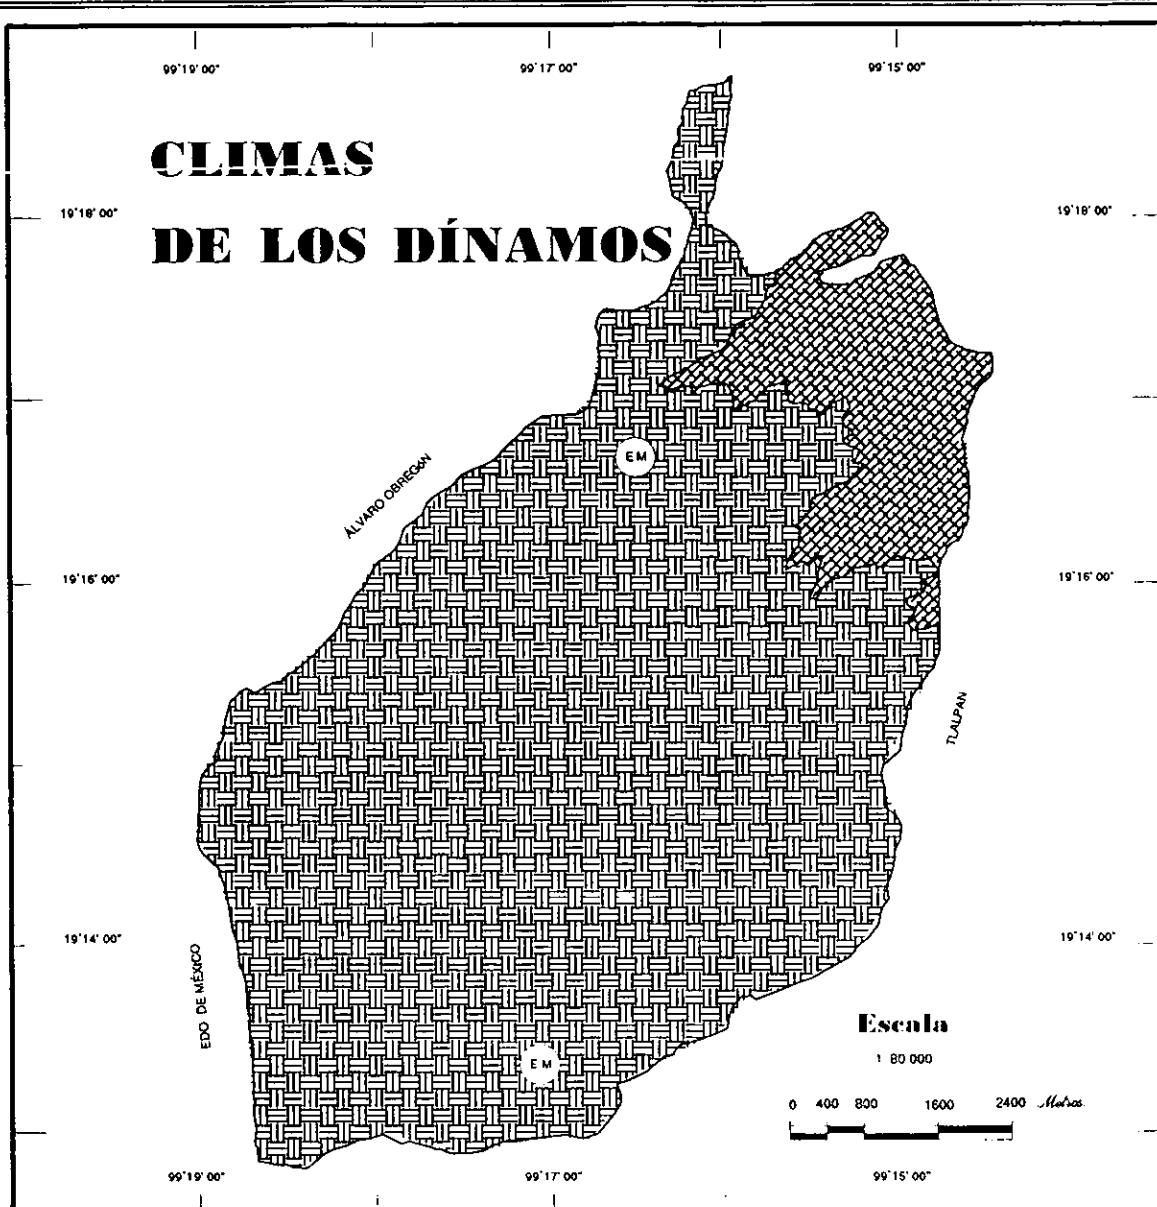 99°19' 00"
99°17' 00"
99°15' 00"
CLIMAS
DE LOS DÍNAMOS
19°18' 00"
19°18' 00"
EM
ÁLVARO OBREGóN
19°16' 00"
19°16' 00"
TLALPAN
19°14' 00"
19°14' 00"
EDO DE MÉXICO
Escala
1 80 000
EM
0 400 800 1600 2400 Metros.
99°19' 00"
99°17' 00"
99°15' 00"